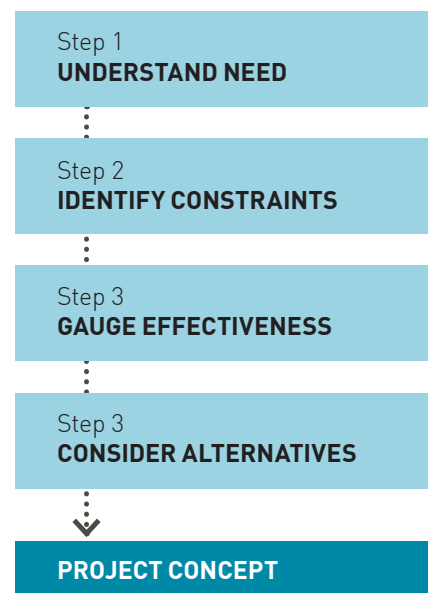 Step 1
UNDERSTAND NEED
Step 2
IDENTIFY CONSTRAINTS
Step 3
GAUGE EFFECTIVENESS
Step 3
CONSIDER ALTERNATIVES
PROJECT CONCEPT